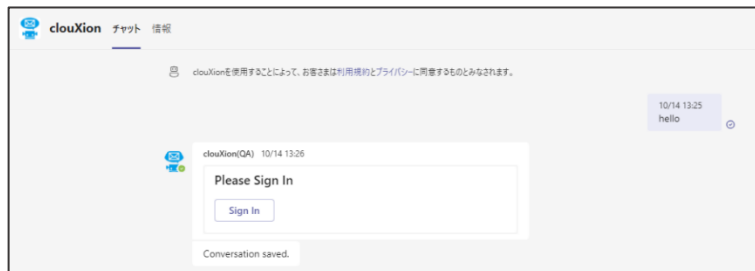 clouXion チャット 情報
clouXionを使用することによって、お客さまは利用規約とプライバシーに同意するものとみなされます。
10/14 13:25
hello
clouXion(QA) 10/14 13:26
Please Sign In
Sign In
Conversation saved.